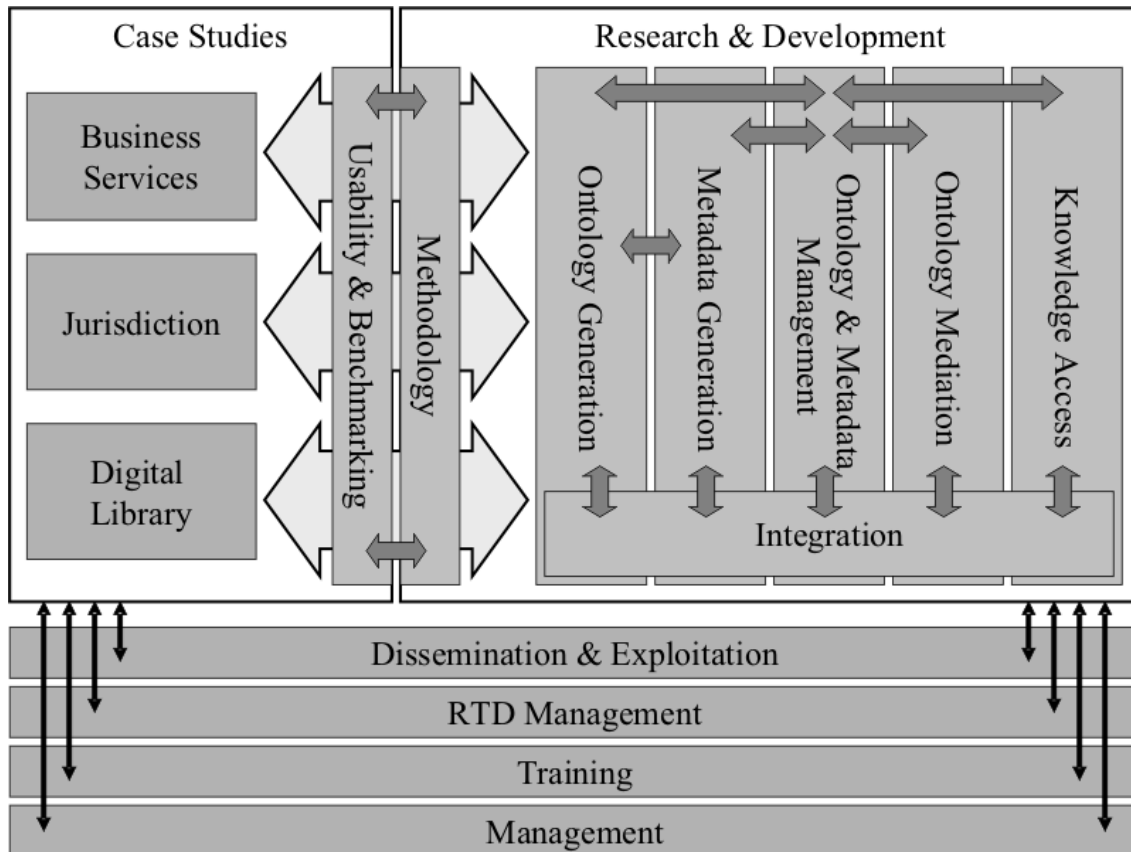 Case Studies
Business
Services
Jurisdiction
Digital
Library
Usability & Benchmarking
Research & Development
Methodology
Ontology Generation
Metadata Generation
Ontology & Metadata
Management
Ontology Mediation
Knowledge Access
Integration
Dissemination & Exploitation
RTD Management
Training
Management